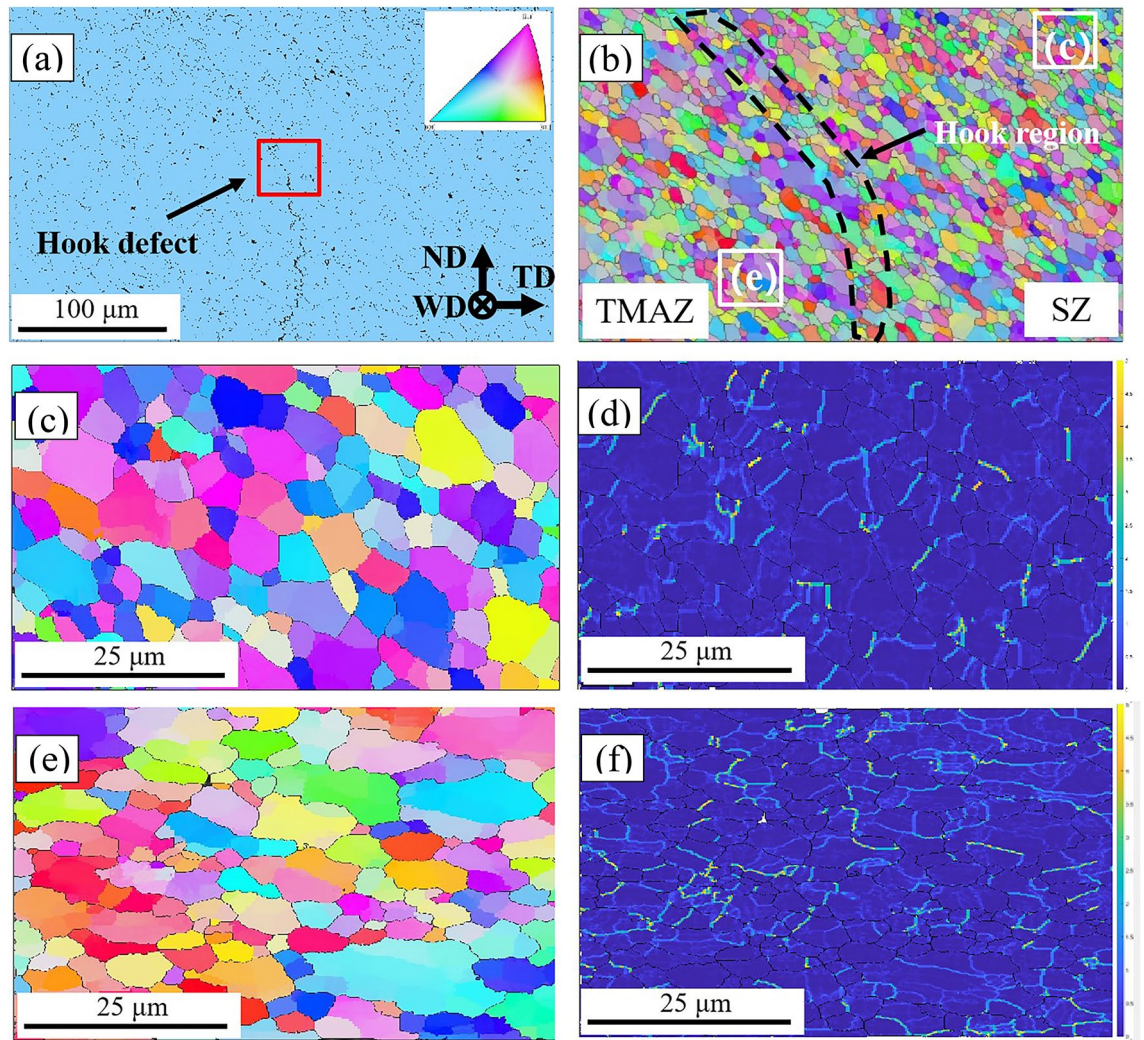 (a)
Hook defect
ND
TD
WD
100 μm
(b)
(c)
Hook region
(e)
TMAZ
SZ
(c)
25 μm
(d)
25 μm
(e)
25 μm
(f)
25 μm